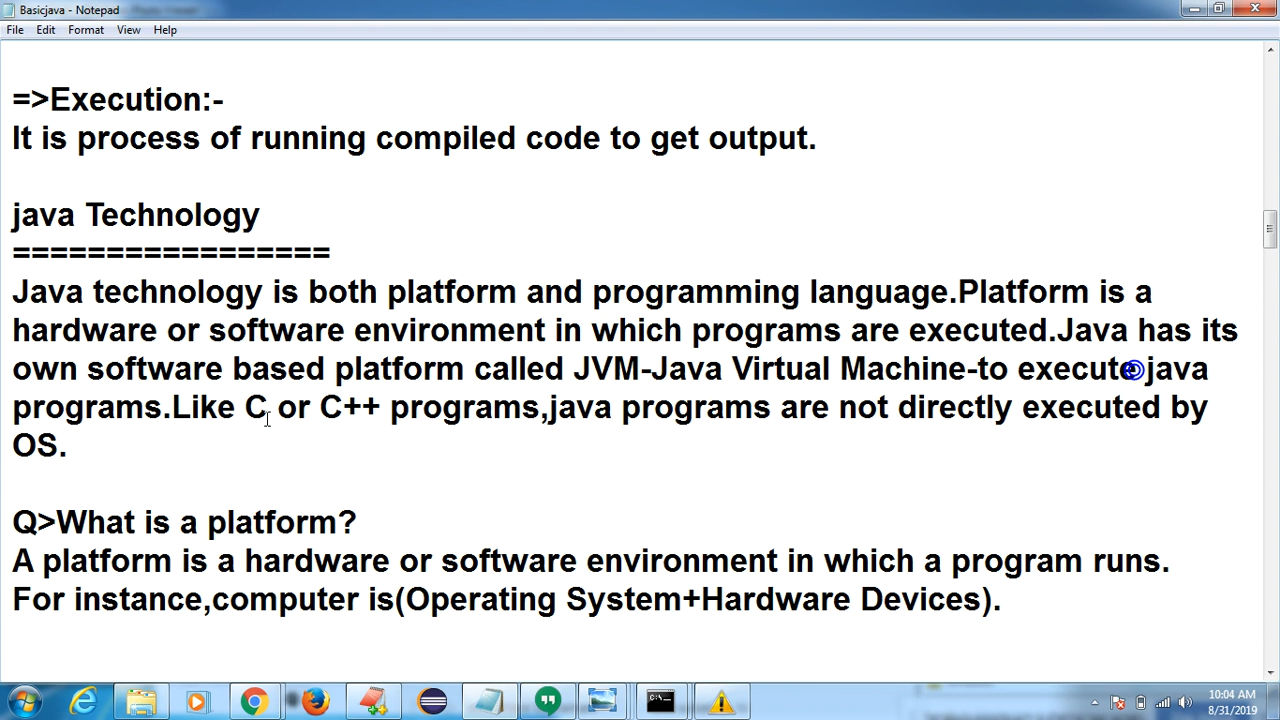 Basicjava - Notepad
File Edit Format View Help
=>Execution:-
It is process of running compiled code to get output.
java Technology
=================
Java technology is both platform and programming language.Platform is a
hardware or software environment in which programs are executed.Java has its
own software based platform called JVM-Java Virtual Machine-to execute java
programs.Like C or C++ programs,java programs are not directly executed by
OS.
Q>What is a platform?
A platform is a hardware or software environment in which a program runs.
For instance,computer is(Operating System+Hardware Devices).
10:04 AM
8/31/2019